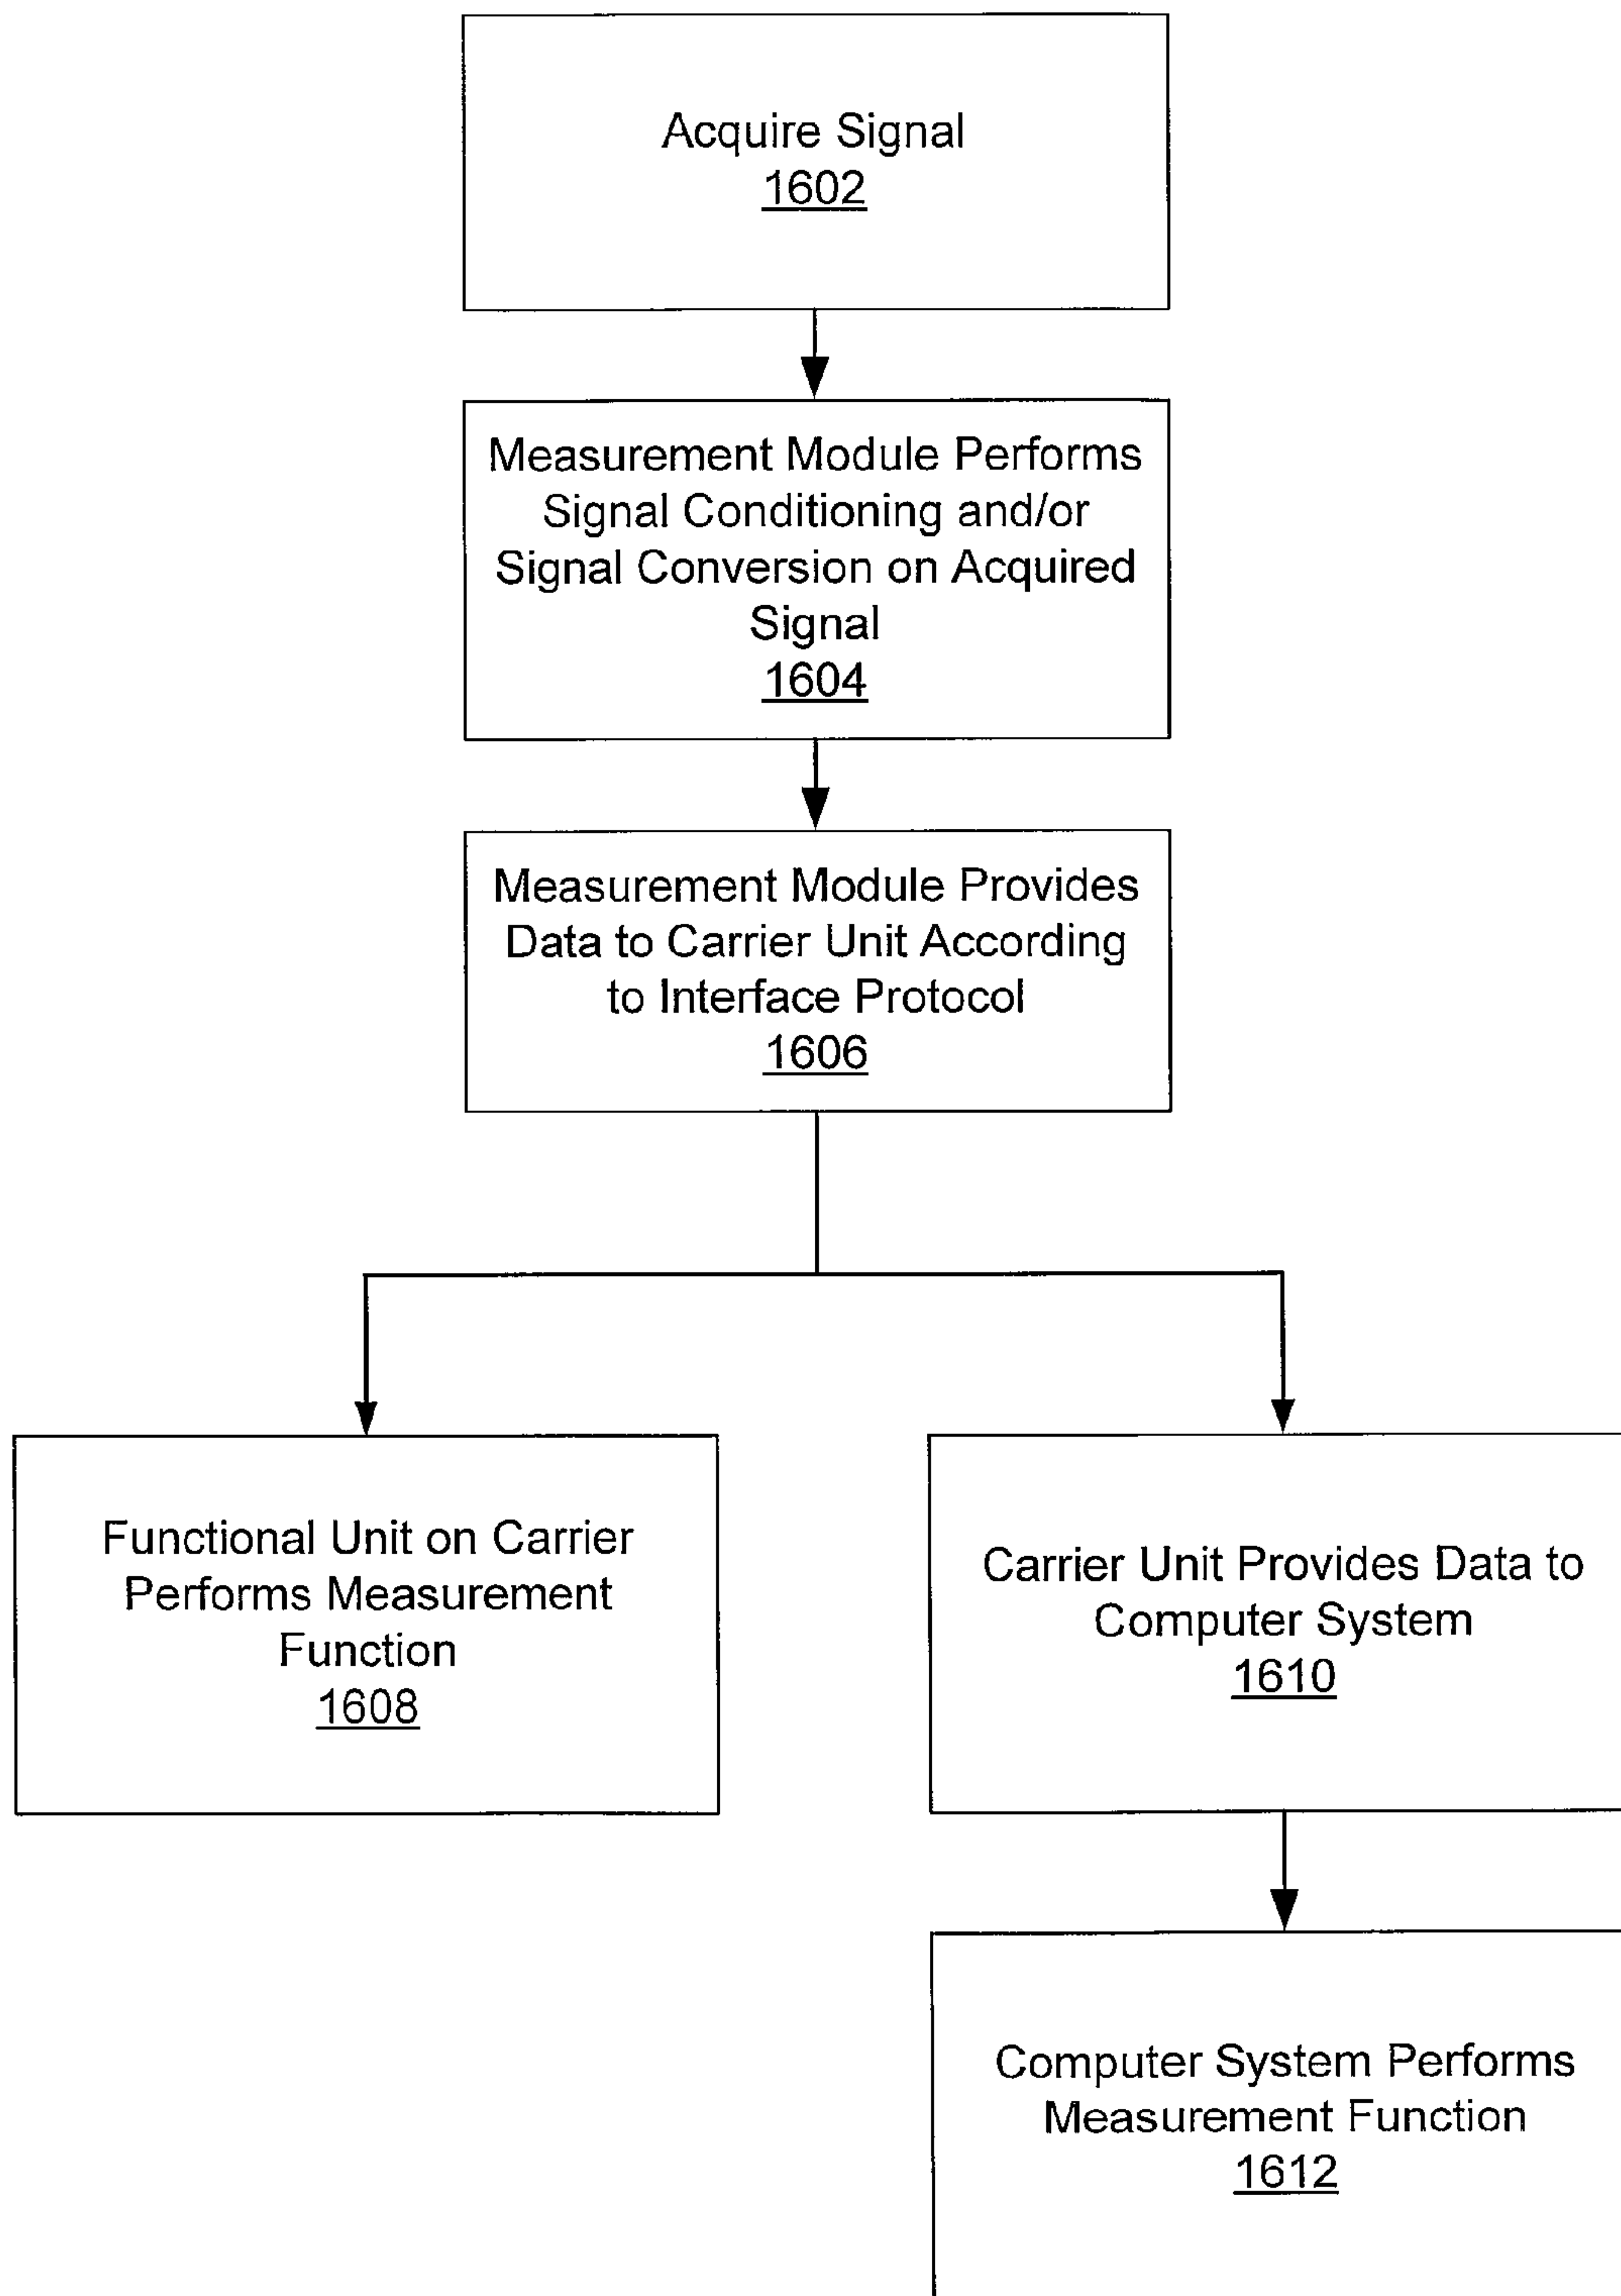 Acquire Signal
1602
Measurement Module Performs
Signal Conditioning and/or
Signal Conversion on Acquired
Signal
1604
Measurement Module Provides
Data to Carrier Unit According
to Interface Protocol
1606
Functional Unit on Carrier
Performs Measurement
Function
1608
Carrier Unit Provides Data to
Computer System
1610
Computer System Performs
Measurement Function
1612